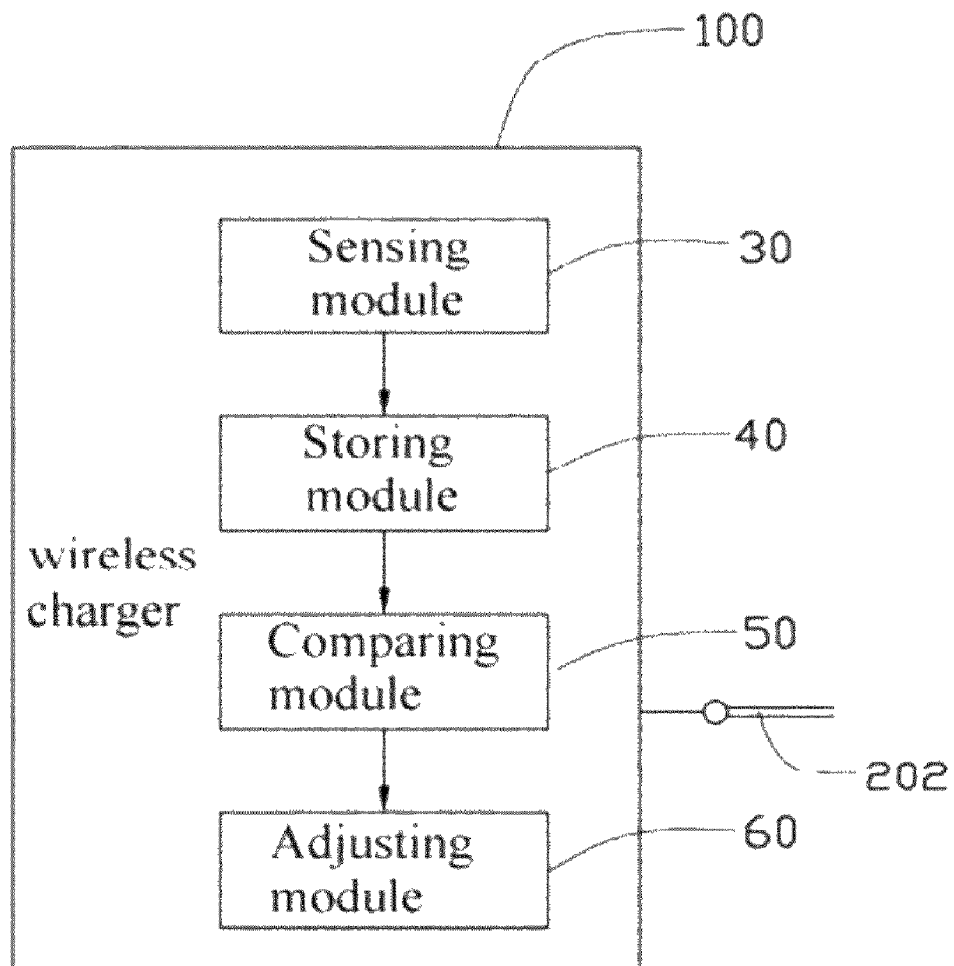 100
Sensing
module
30
Storing
module
40
wireless
charger
Comparing
module
50
202
Adjusting
module
60